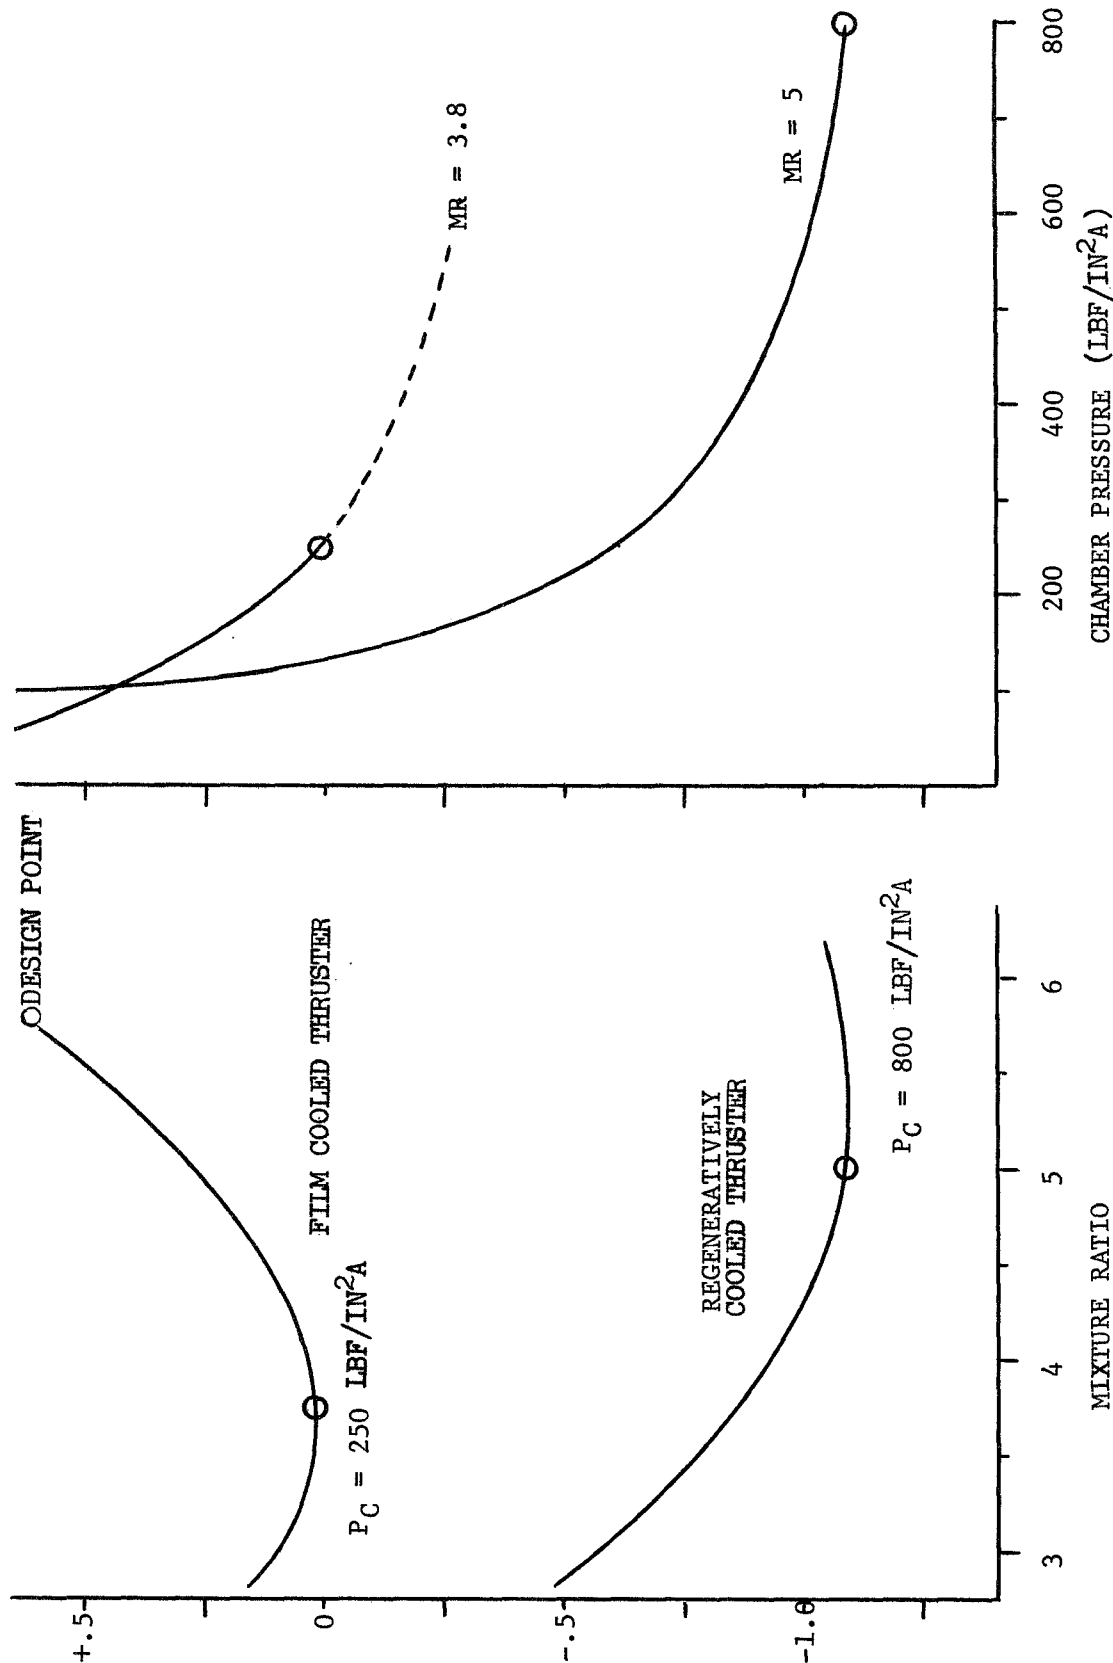 +.5
0
-.5
-1.0
DESIGN POINT
FILM COOLED THRUSTER
PC = 250 LBF/IN2A
REGENERATIVELY
COOLED THRUSTER
PC = 800 LBF/IN2A
3
4
5
6
MIXTURE RATIO
MR = 3.8
MR = 5
200
400
600
800
CHAMBER PRESSURE (LBF/IN2A)